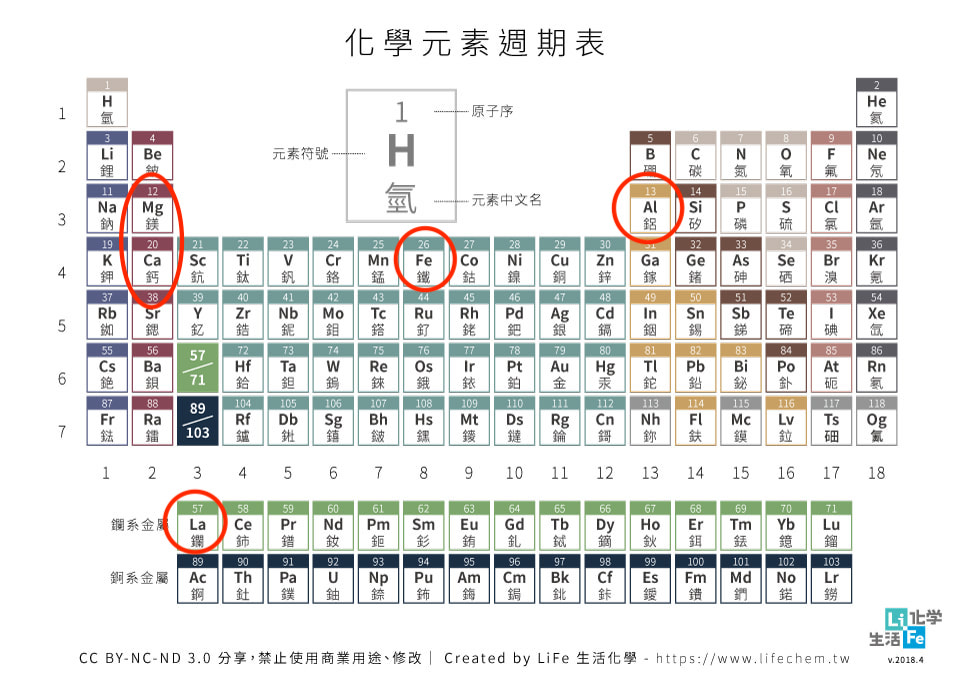 化學元素週期表
1 2
H He
氫 氦
1
1
原子序
H
元素符號
氫
元素中文名
3 4 5 6 7 8 9 10
2 Li Be B C N O F Ne
鋰 鈹 硼 碳 氮 氧 氟 氖
11 12 13 14 15 16 17 18
3 Na Mg Al Si P S Cl Ar
鈉 鎂 鋁 矽 磷 硫 氯 氬
19 20 21 22 23 24 25 26 27 28 29 30 31 32 33 34 35 36
4 K Ca Sc Ti V Cr Mn Fe Co Ni Cu Zn Ga Ge As Se Br Kr
鉀 鈣 鈧 鈦 釩 鉻 錳 鐵 鈷 鎳 銅 鋅 鎵 鍺 砷 硒 溴 氪
37 38 39 40 41 42 43 44 45 46 47 48 49 50 51 52 53 54
5 Rb Sr Y Zr Nb Mo Tc Ru Rh Pd Ag Cd In Sn Sb Te I Xe
銣 鍶 釔 鋯 鈮 鉬 鎝 釕 銠 鈀 銀 鎘 銦 錫 銻 碲 碘 氙
55 56 57/71 72 73 74 75 76 77 78 79 80 81 82 83 84 85 86
6 Cs Ba Hf Ta W Re Os Ir Pt Au Hg Tl Pb Bi Po At Rn
銫 鋇 鉿 鉭 鎢 錸 鋨 銥 鉑 金 汞 鉈 鉛 鉍 釙 砈 氡
87 88 89/103 104 105 106 107 108 109 110 111 112 113 114 115 116 117 118
7 Fr Ra Rf Db Sg Bh Hs Mt Ds Rg Cn Nh Fl Mc Lv Ts Og
鍅 鐳 鑪 𨧀 𨭎 𨨏 𨭆 䥑 鐽 錀 鎶 鉨 鈇 鏌 鉝 鿬 鿫
1 2 3 4 5 6 7 8 9 10 11 12 13 14 15 16 17 18
57 58 59 60 61 62 63 64 65 66 67 68 69 70 71
鑭系金屬 La Ce Pr Nd Pm Sm Eu Gd Tb Dy Ho Er Tm Yb Lu
鑭 鈰 鐠 釹 鉕 釤 銪 釓 鋱 鏑 鈥 鉺 銩 鐿 鎦
89 90 91 92 93 94 95 96 97 98 99 100 101 102 103
錒系金屬 Ac Th Pa U Np Pu Am Cm Bk Cf Es Fm Md No Lr
錒 釷 鏷 鈾 錼 鈽 鋂 鋦 鉳 鉲 鑀 鐨 鍆 鍩 鐒
Li 化学
生活 Fe
CC BY-NC-ND 3.0 分享，禁止使用商業用途、修改｜ Created by LiFe 生活化學 - https://www.lifechem.tw
v.2018.4